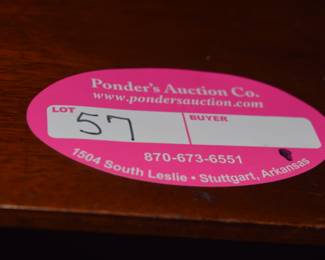 Ponder's Auction Co.
www.pondersauction.com
LOT
BUYER
57
870-673-6551
1504 South Leslie • Stuttgart, Arkansas